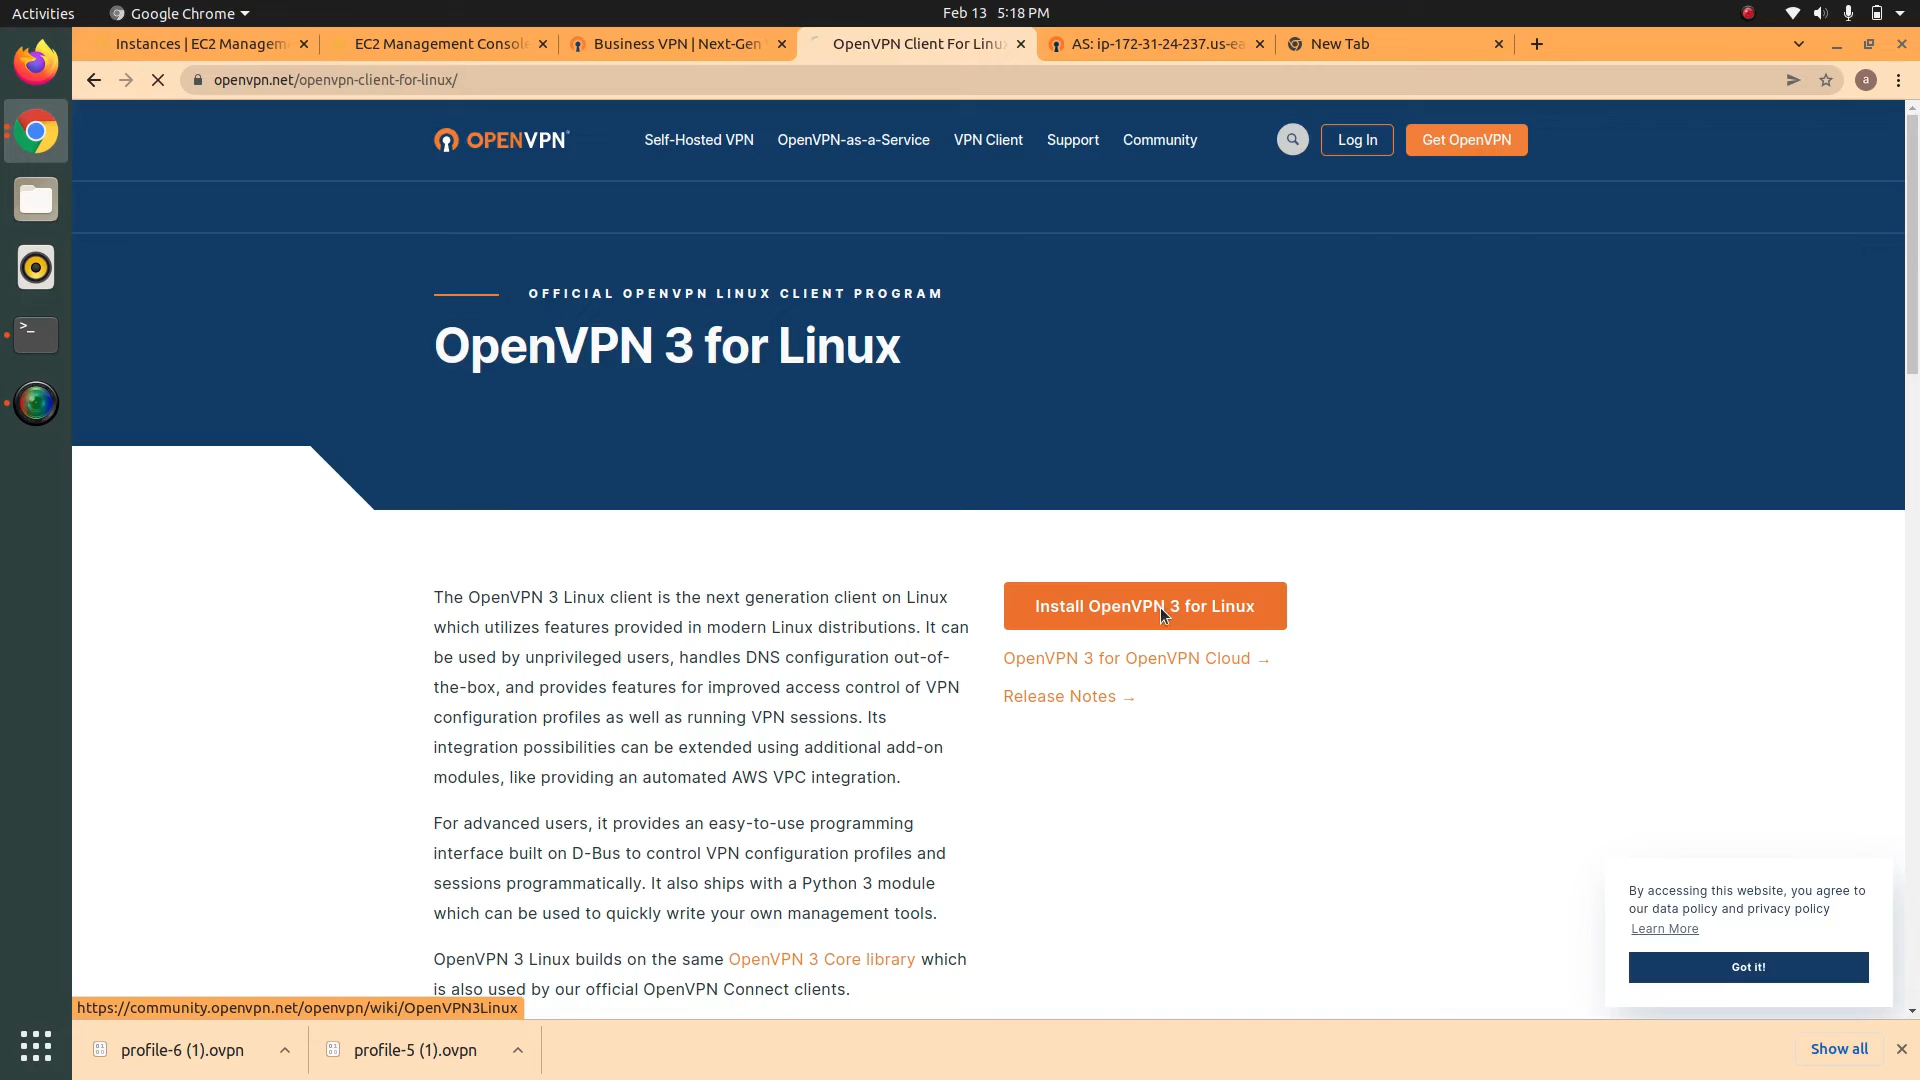 Activities
Google Chrome
Feb 13 5:18 PM
Instances | EC2 Managem
EC2 Management Consol
Business VPN | Next-Gen
OpenVPN Client For Linu
AS: ip-172-31-24-237.us-ea
New Tab
openvpn.net/openvpn-client-for-linux/
a
OPENVPN
Self-Hosted VPN
OpenVPN-as-a-Service
VPN Client
Support
Community
Log In
Get OpenVPN
OFFICIAL OPENVPN LINUX CLIENT PROGRAM
OpenVPN 3 for Linux
The OpenVPN 3 Linux client is the next generation client on Linux
which utilizes features provided in modern Linux distributions. It can
be used by unprivileged users, handles DNS configuration out-of-
the-box, and provides features for improved access control of VPN
configuration profiles as well as running VPN sessions. Its
integration possibilities can be extended using additional add-on
modules, like providing an automated AWS VPC integration.
For advanced users, it provides an easy-to-use programming
interface built on D-Bus to control VPN configuration profiles and
sessions programmatically. It also ships with a Python 3 module
which can be used to quickly write your own management tools.
OpenVPN 3 Linux builds on the same OpenVPN 3 Core library which
is also used by our official OpenVPN Connect clients.
Install OpenVPN 3 for Linux
OpenVPN 3 for OpenVPN Cloud →
Release Notes →
By accessing this website, you agree to
our data policy and privacy policy
Learn More
Got it!
https://community.openvpn.net/openvpn/wiki/OpenVPN3Linux
profile-6 (1).ovpn
profile-5 (1).ovpn
Show all